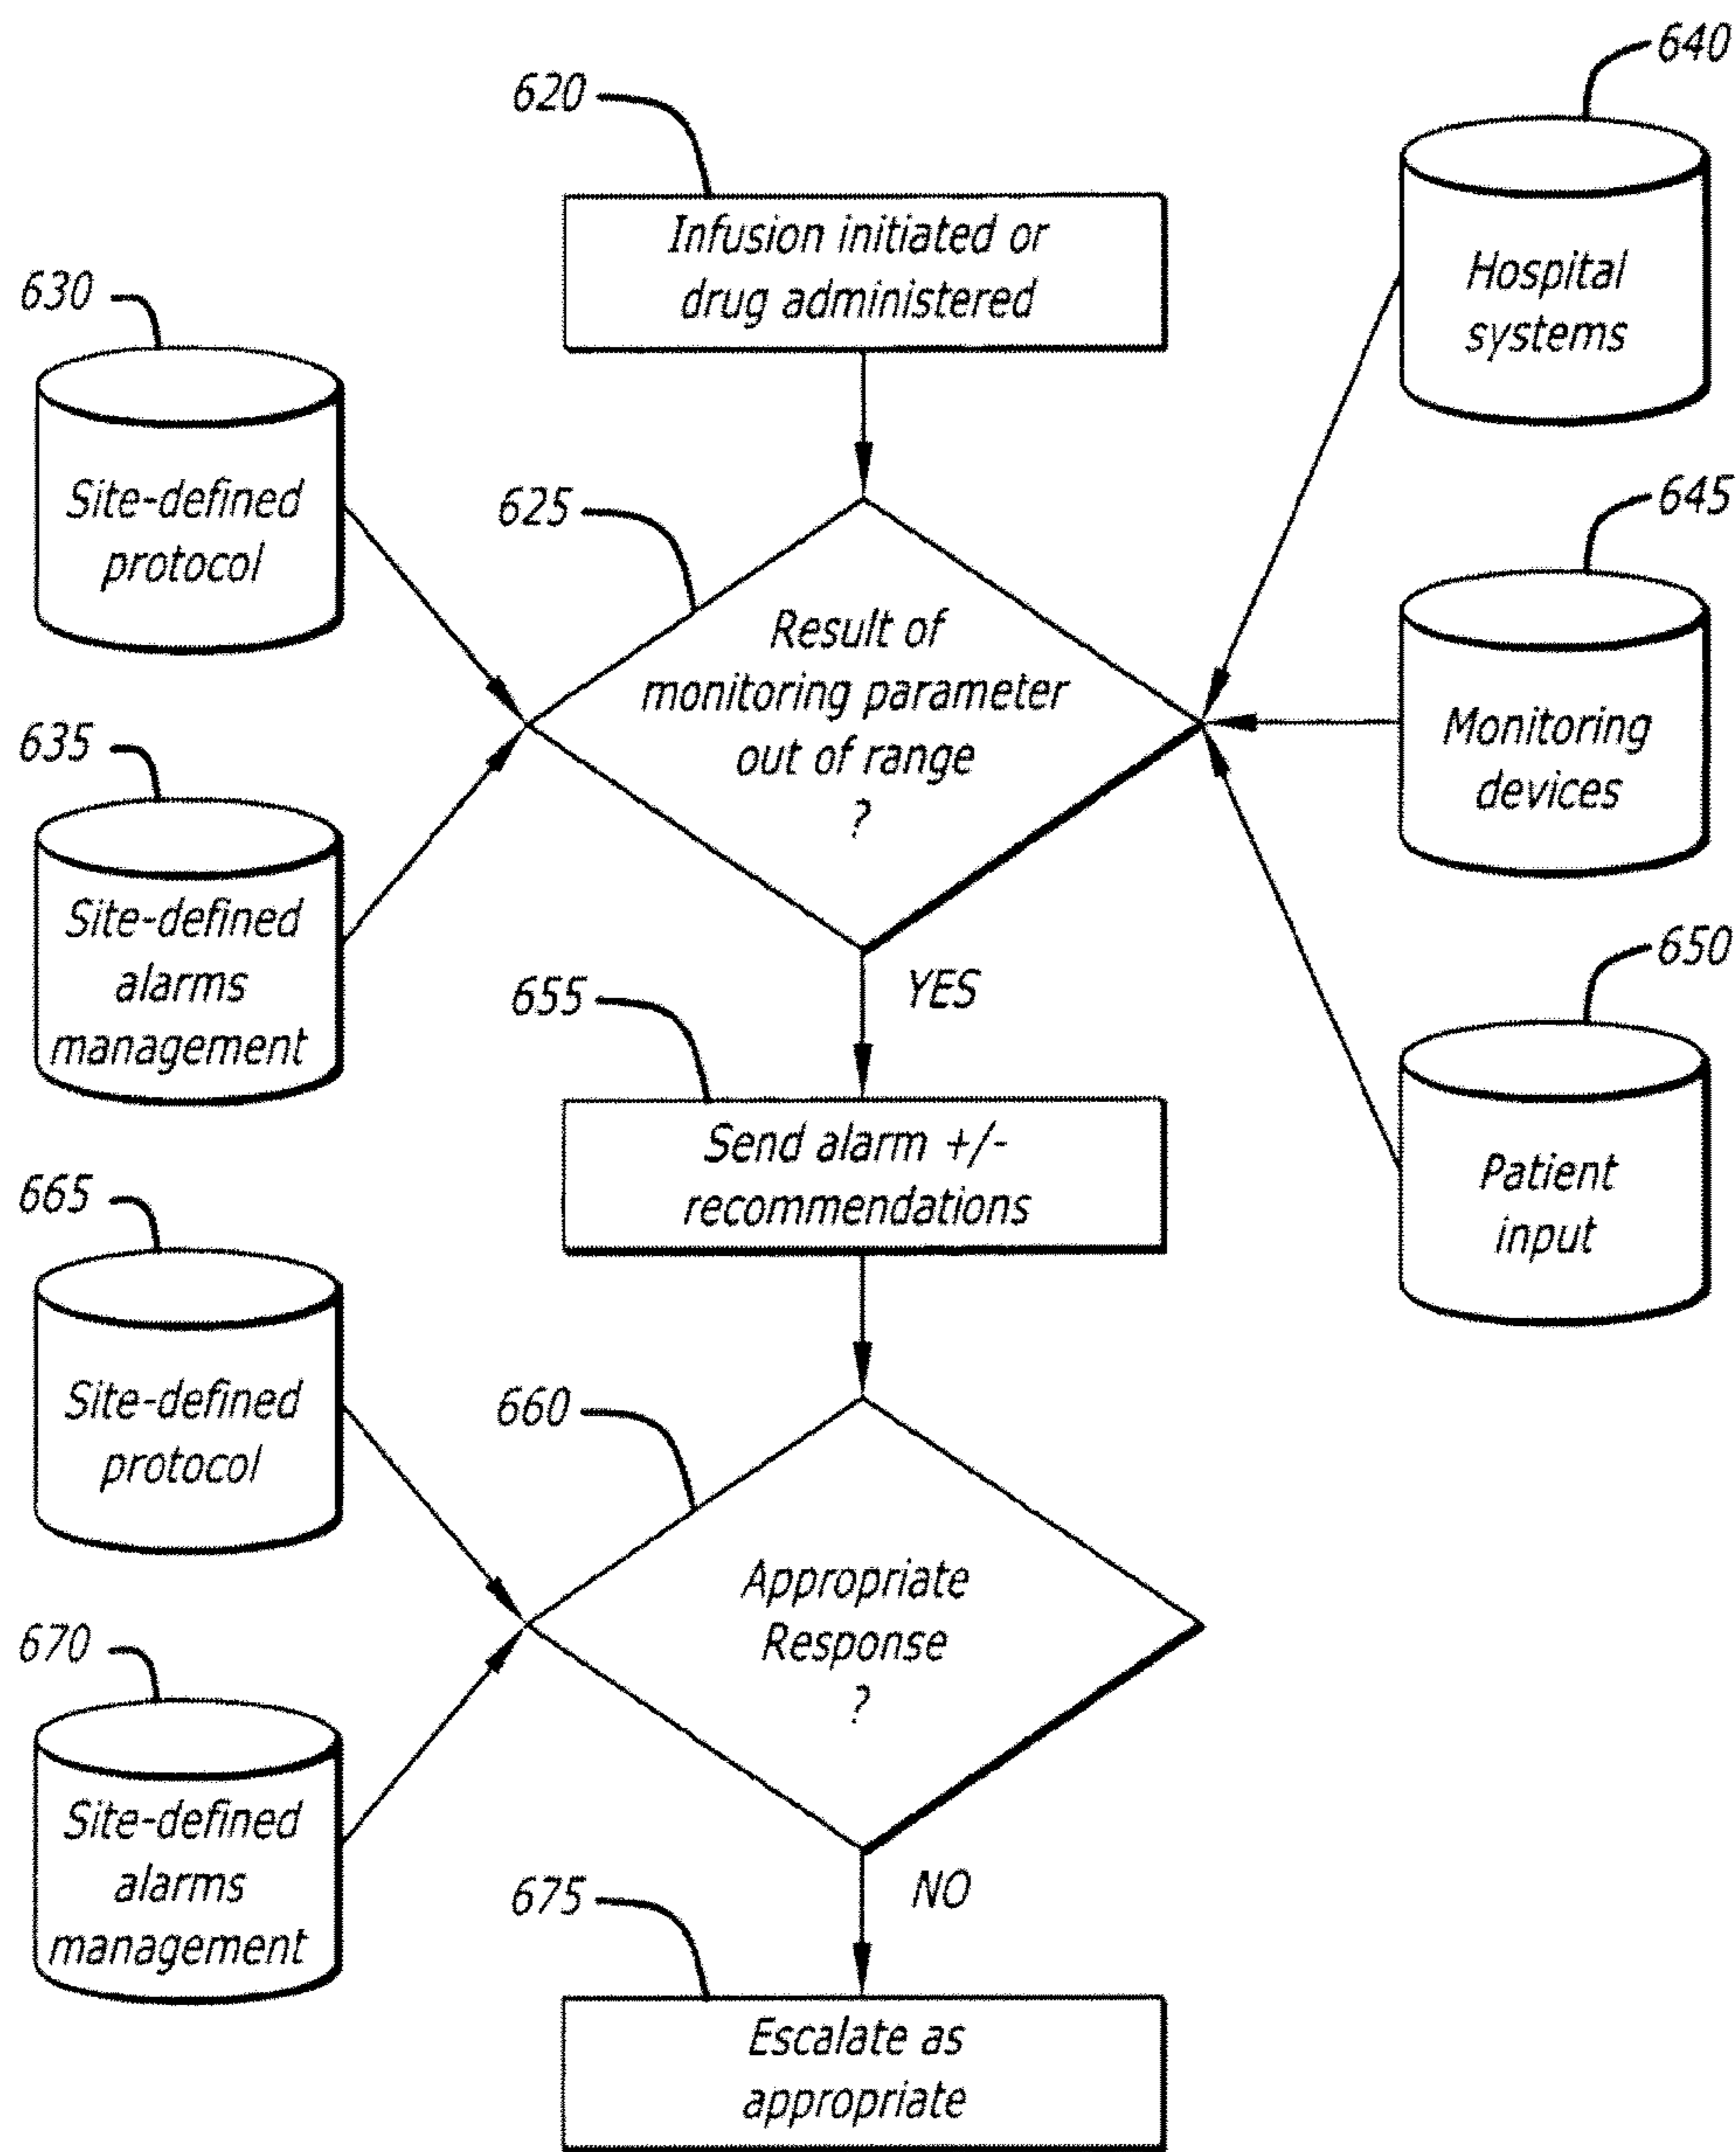 640
620
Infusion initiated or
drug administered
Hospital
systems
630
Site-defined
protocol
625
645
Result of
monitoring parameter
out of range
?
Monitoring
devices
635
Site-defined
alarms
management
650
YES
655
Send alarm +/-
recommendations
Patient
input
665
Site-defined
protocol
660
Appropriate
Response
?
670
Site-defined
alarms
management
NO
675
Escalate as
appropriate